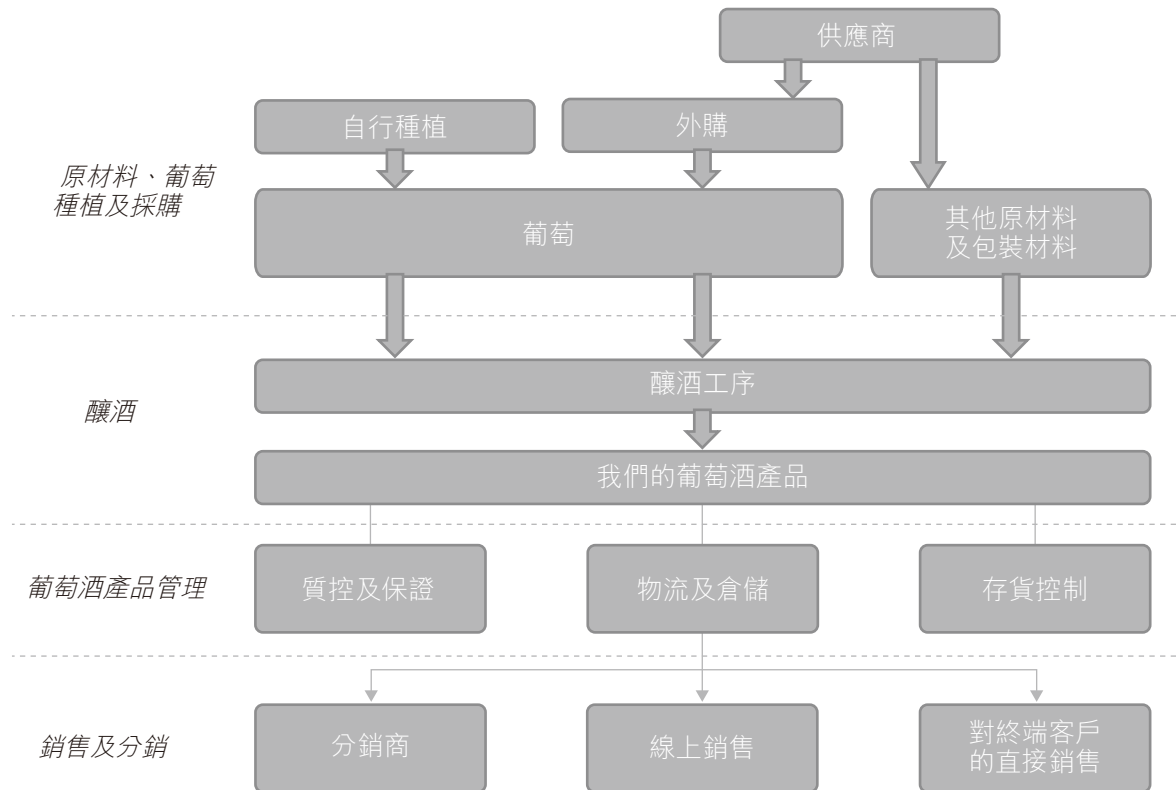 供應商
自行種植
外購
原材料、葡萄
種植及採購
葡萄
其他原材料
及包裝材料
釀酒工序
釀酒
我們的葡萄酒產品
葡萄酒產品管理
質控及保證
物流及倉儲
存貨控制
銷售及分銷
分銷商
線上銷售
對終端客戶
的直接銷售